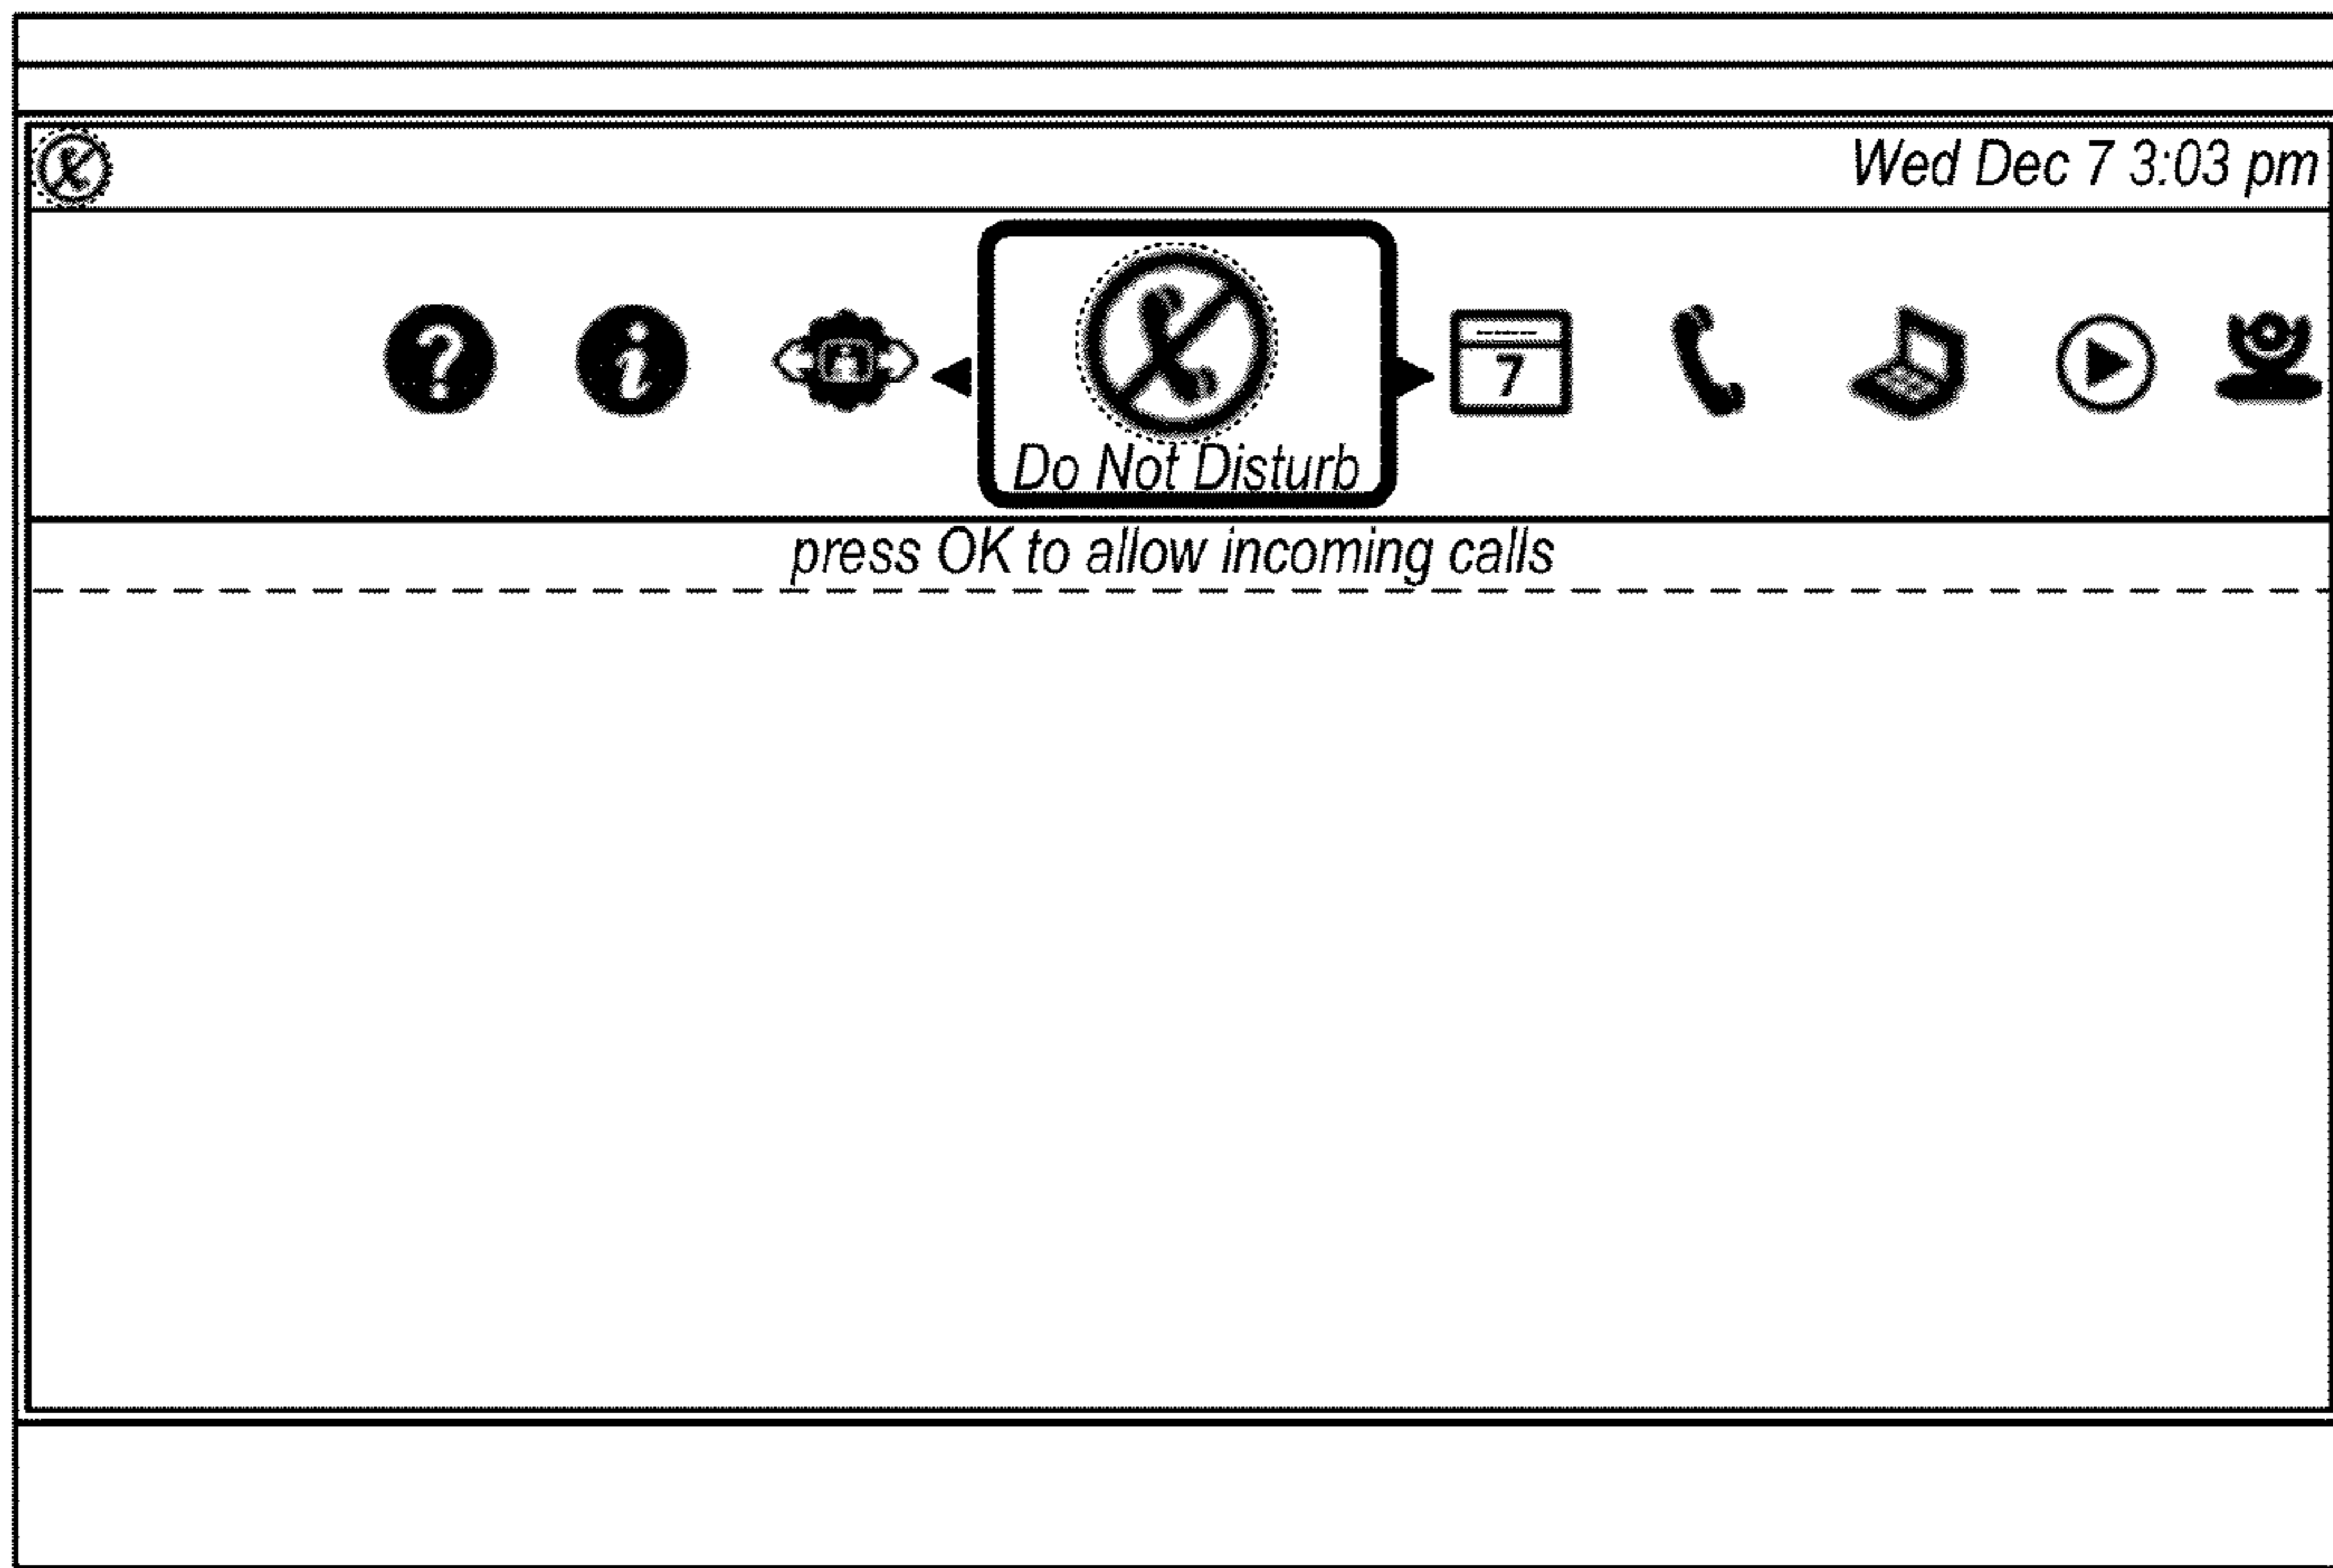 Wed Dec 7 3:03 pm
?
i
7
Do Not Disturb
press OK to allow incoming calls